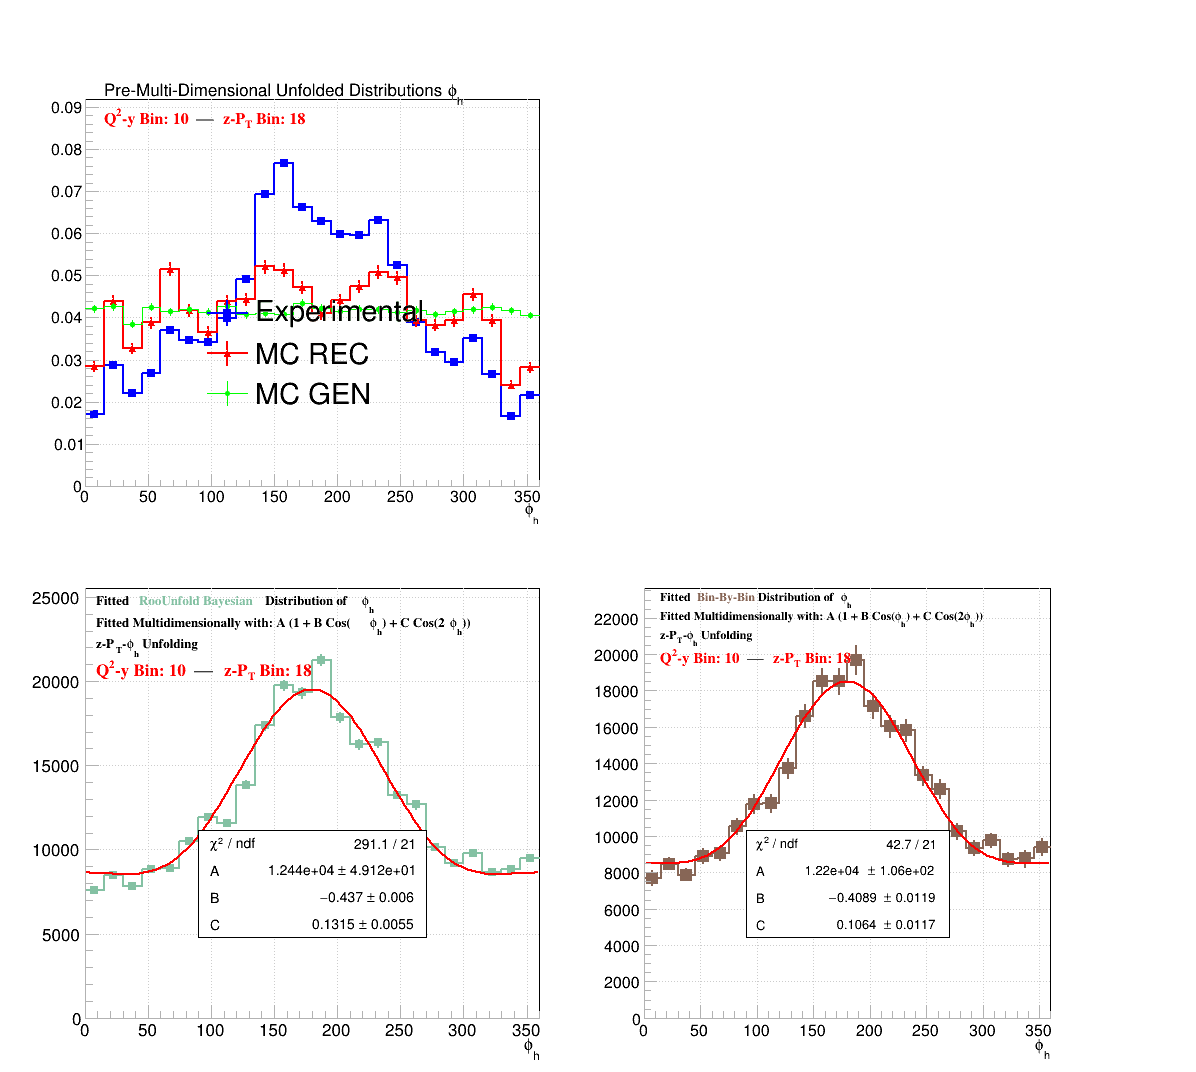 Pre-Multi-Dimensional Unfolded Distributions ϕh
Q2-y Bin: 10 — z-PT Bin: 18
0.09
0.08
0.07
0.06
0.05
0.04
0.03
0.02
0.01
0
Experimental
MC REC
MC GEN
0 50 100 150 200 250 300 350
ϕh
Fitted RooUnfold Bayesian Distribution of ϕh
Fitted Multidimensionally with: A (1 + B Cos( ϕh) + C Cos(2 ϕh))
z-PT-ϕh Unfolding
Q2-y Bin: 10 — z-PT Bin: 18
25000
20000
15000
10000
5000
0
χ2 / ndf 291.1 / 21
A 1.244e+04 ± 4.912e+01
B −0.437 ± 0.006
C 0.1315 ± 0.0055
0 50 100 150 200 250 300 350
ϕh
Fitted Bin-By-Bin Distribution of ϕh
Fitted Multidimensionally with: A (1 + B Cos(ϕh) + C Cos(2ϕh))
z-PT-ϕh Unfolding
Q2-y Bin: 10 — z-PT Bin: 18
22000
20000
18000
16000
14000
12000
10000
8000
6000
4000
2000
0
χ2 / ndf 42.7 / 21
A 1.22e+04 ± 1.06e+02
B −0.4089 ± 0.0119
C 0.1064 ± 0.0117
0 50 100 150 200 250 300 350
ϕh